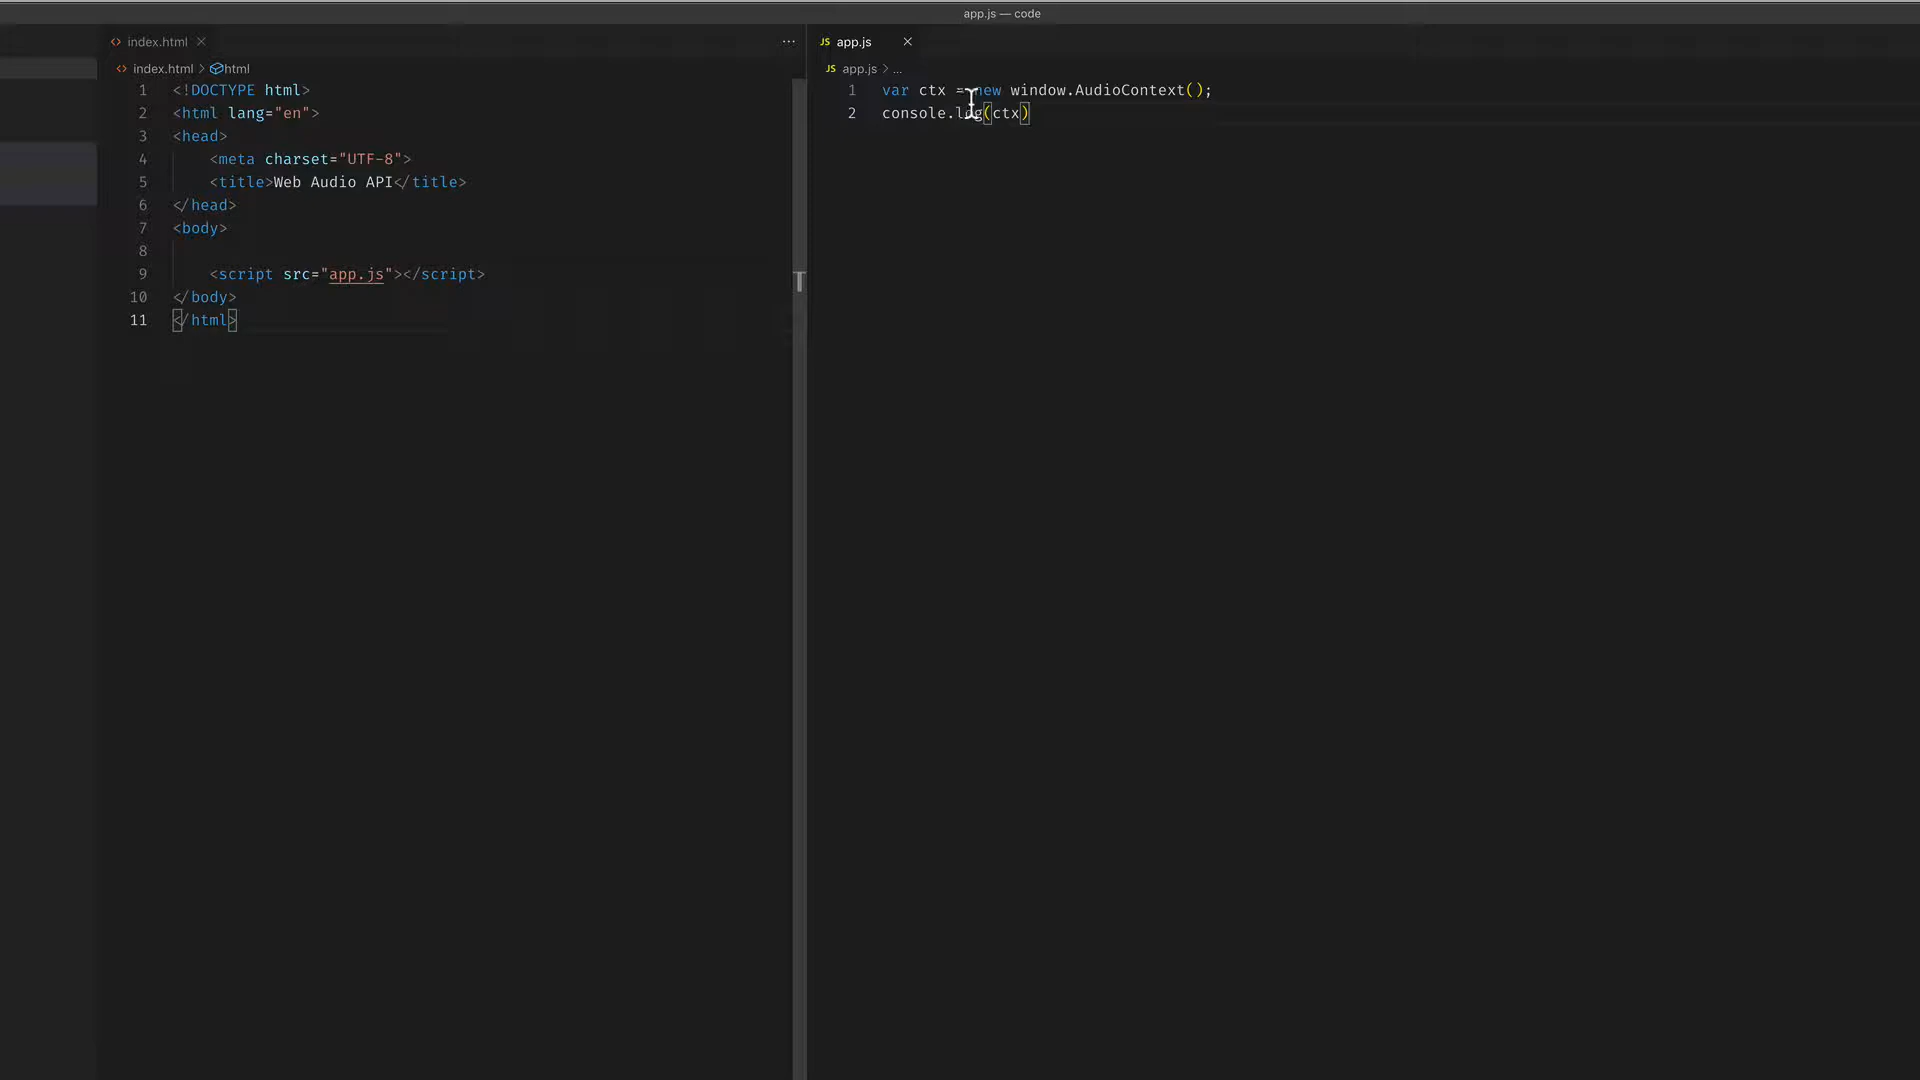 app.js — code
index.html
index.html > html
1 <!DOCTYPE html>
2 <html lang="en">
3 <head>
4 <meta charset="UTF-8">
5 <title>Web Audio API</title>
6 </head>
7 <body>
8
9 <script src="app.js"></script>
10 </body>
11 </html>
JS app.js
JS app.js > ...
1 var ctx = new window.AudioContext();
2 console.log(ctx)